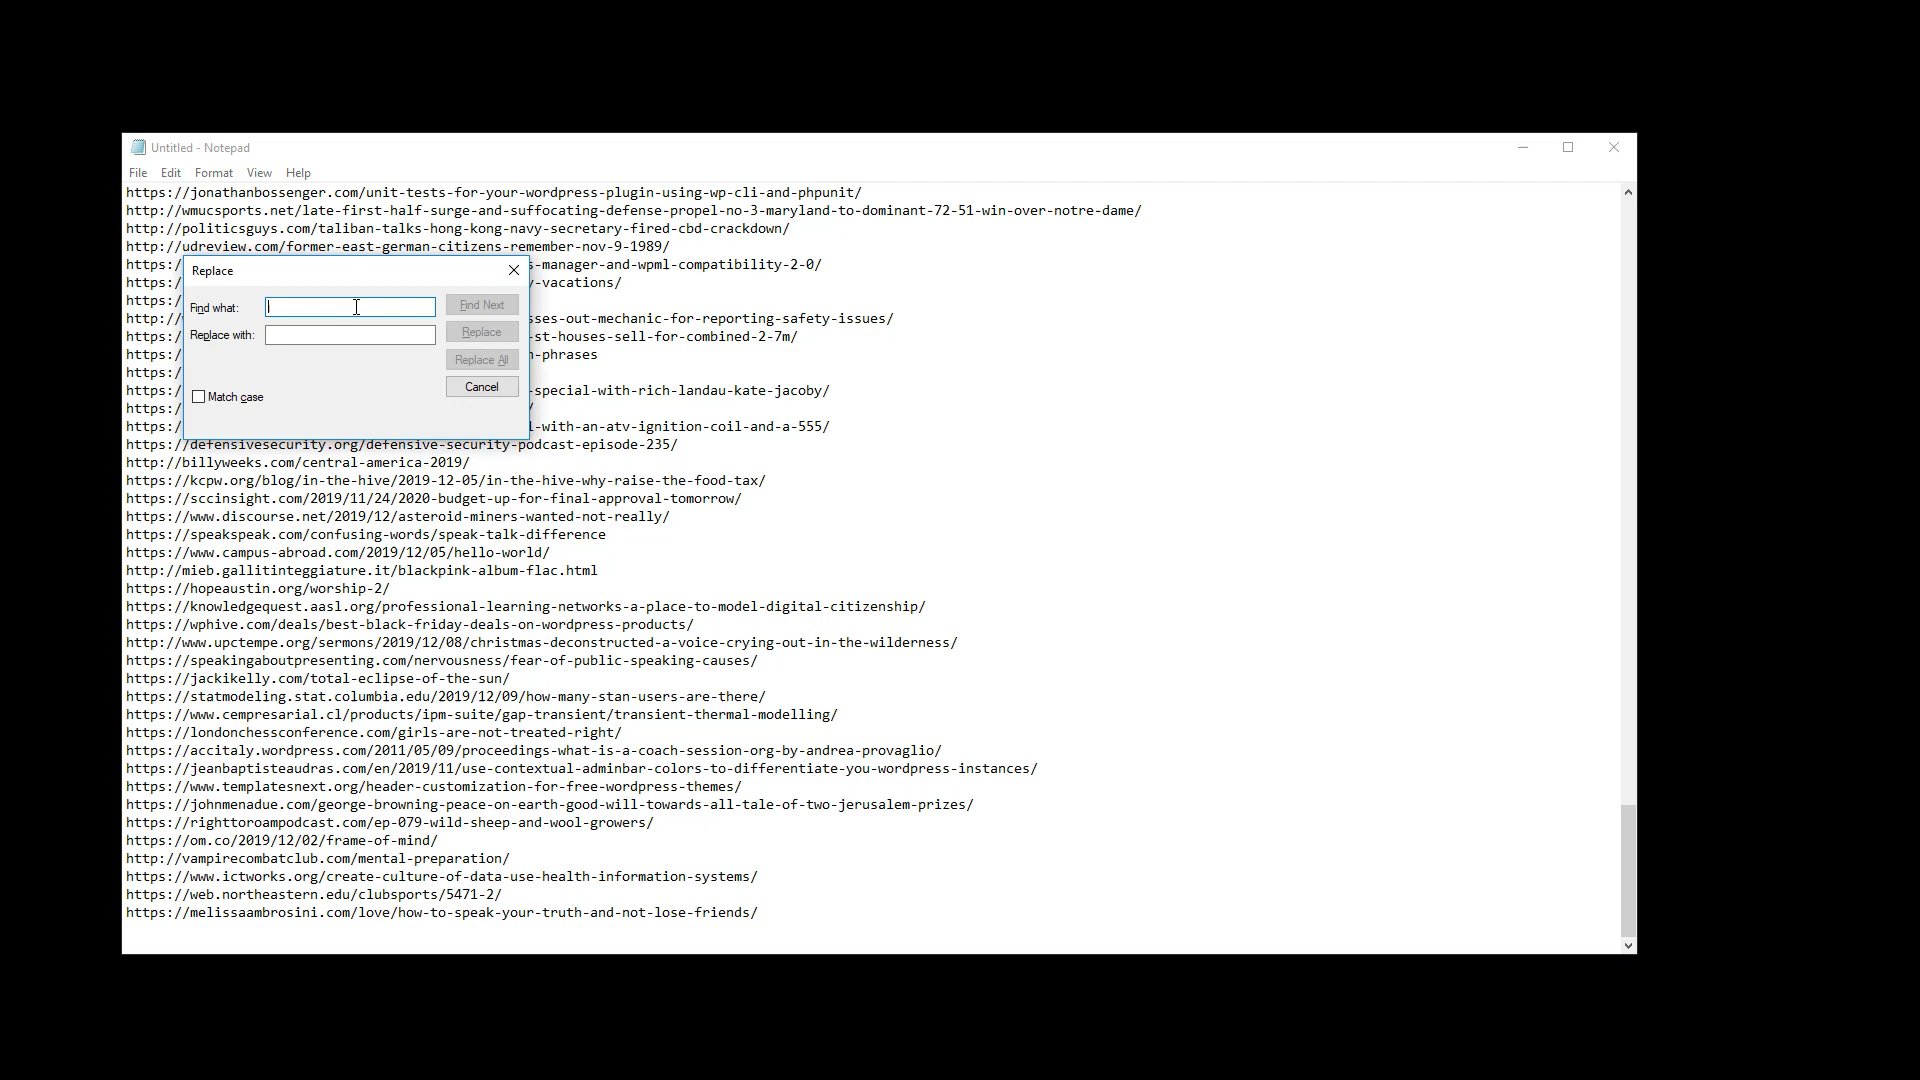 Untitled - Notepad
File Edit Format View Help
https://jonathanbossenger.com/unit-tests-for-your-wordpress-plugin-using-wp-cli-and-phpunit/
http://wmucsports.net/late-first-half-surge-and-suffocating-defense-propel-no-3-maryland-to-dominant-72-51-win-over-notre-dame/
http://politicsguys.com/taliban-talks-hong-kong-navy-secretary-fired-cbd-crackdown/
http://udreview.com/former-east-german-citizens-remember-nov-9-1989/
https:/ s-manager-and-wpml-compatibility-2-0/
https:/ y-vacations/
https:/
http:/ sses-out-mechanic-for-reporting-safety-issues/
https:/ st-houses-sell-for-combined-2-7m/
https:/ n-phrases
https:/
https:/ -special-with-rich-landau-kate-jacoby/
https:/ /
https:/ l-with-an-atv-ignition-coil-and-a-555/
Replace
Find what:
Find Next
Replace with:
Replace
Replace All
Cancel
Match case
https://defensivesecurity.org/defensive-security-podcast-episode-235/
http://billyweeks.com/central-america-2019/
https://kcpw.org/blog/in-the-hive/2019-12-05/in-the-hive-why-raise-the-food-tax/
https://sccinsight.com/2019/11/24/2020-budget-up-for-final-approval-tomorrow/
https://www.discourse.net/2019/12/asteroid-miners-wanted-not-really/
https://speakspeak.com/confusing-words/speak-talk-difference
https://www.campus-abroad.com/2019/12/05/hello-world/
http://mieb.gallitinteggiature.it/blackpink-album-flac.html
https://hopeaustin.org/worship-2/
https://knowledgequest.aasl.org/professional-learning-networks-a-place-to-model-digital-citizenship/
https://wphive.com/deals/best-black-friday-deals-on-wordpress-products/
http://www.upctempe.org/sermons/2019/12/08/christmas-deconstructed-a-voice-crying-out-in-the-wilderness/
https://speakingaboutpresenting.com/nervousness/fear-of-public-speaking-causes/
https://jackikelly.com/total-eclipse-of-the-sun/
https://statmodeling.stat.columbia.edu/2019/12/09/how-many-stan-users-are-there/
https://www.cempresarial.cl/products/ipm-suite/gap-transient/transient-thermal-modelling/
https://londonchessconference.com/girls-are-not-treated-right/
https://accitaly.wordpress.com/2011/05/09/proceedings-what-is-a-coach-session-org-by-andrea-provaglio/
https://jeanbaptisteaudras.com/en/2019/11/use-contextual-adminbar-colors-to-differentiate-you-wordpress-instances/
https://www.templatesnext.org/header-customization-for-free-wordpress-themes/
https://johnmenadue.com/george-browning-peace-on-earth-good-will-towards-all-tale-of-two-jerusalem-prizes/
https://righttoroampodcast.com/ep-079-wild-sheep-and-wool-growers/
https://om.co/2019/12/02/frame-of-mind/
http://vampirecombatclub.com/mental-preparation/
https://www.ictworks.org/create-culture-of-data-use-health-information-systems/
https://web.northeastern.edu/clubsports/5471-2/
https://melissaambrosini.com/love/how-to-speak-your-truth-and-not-lose-friends/